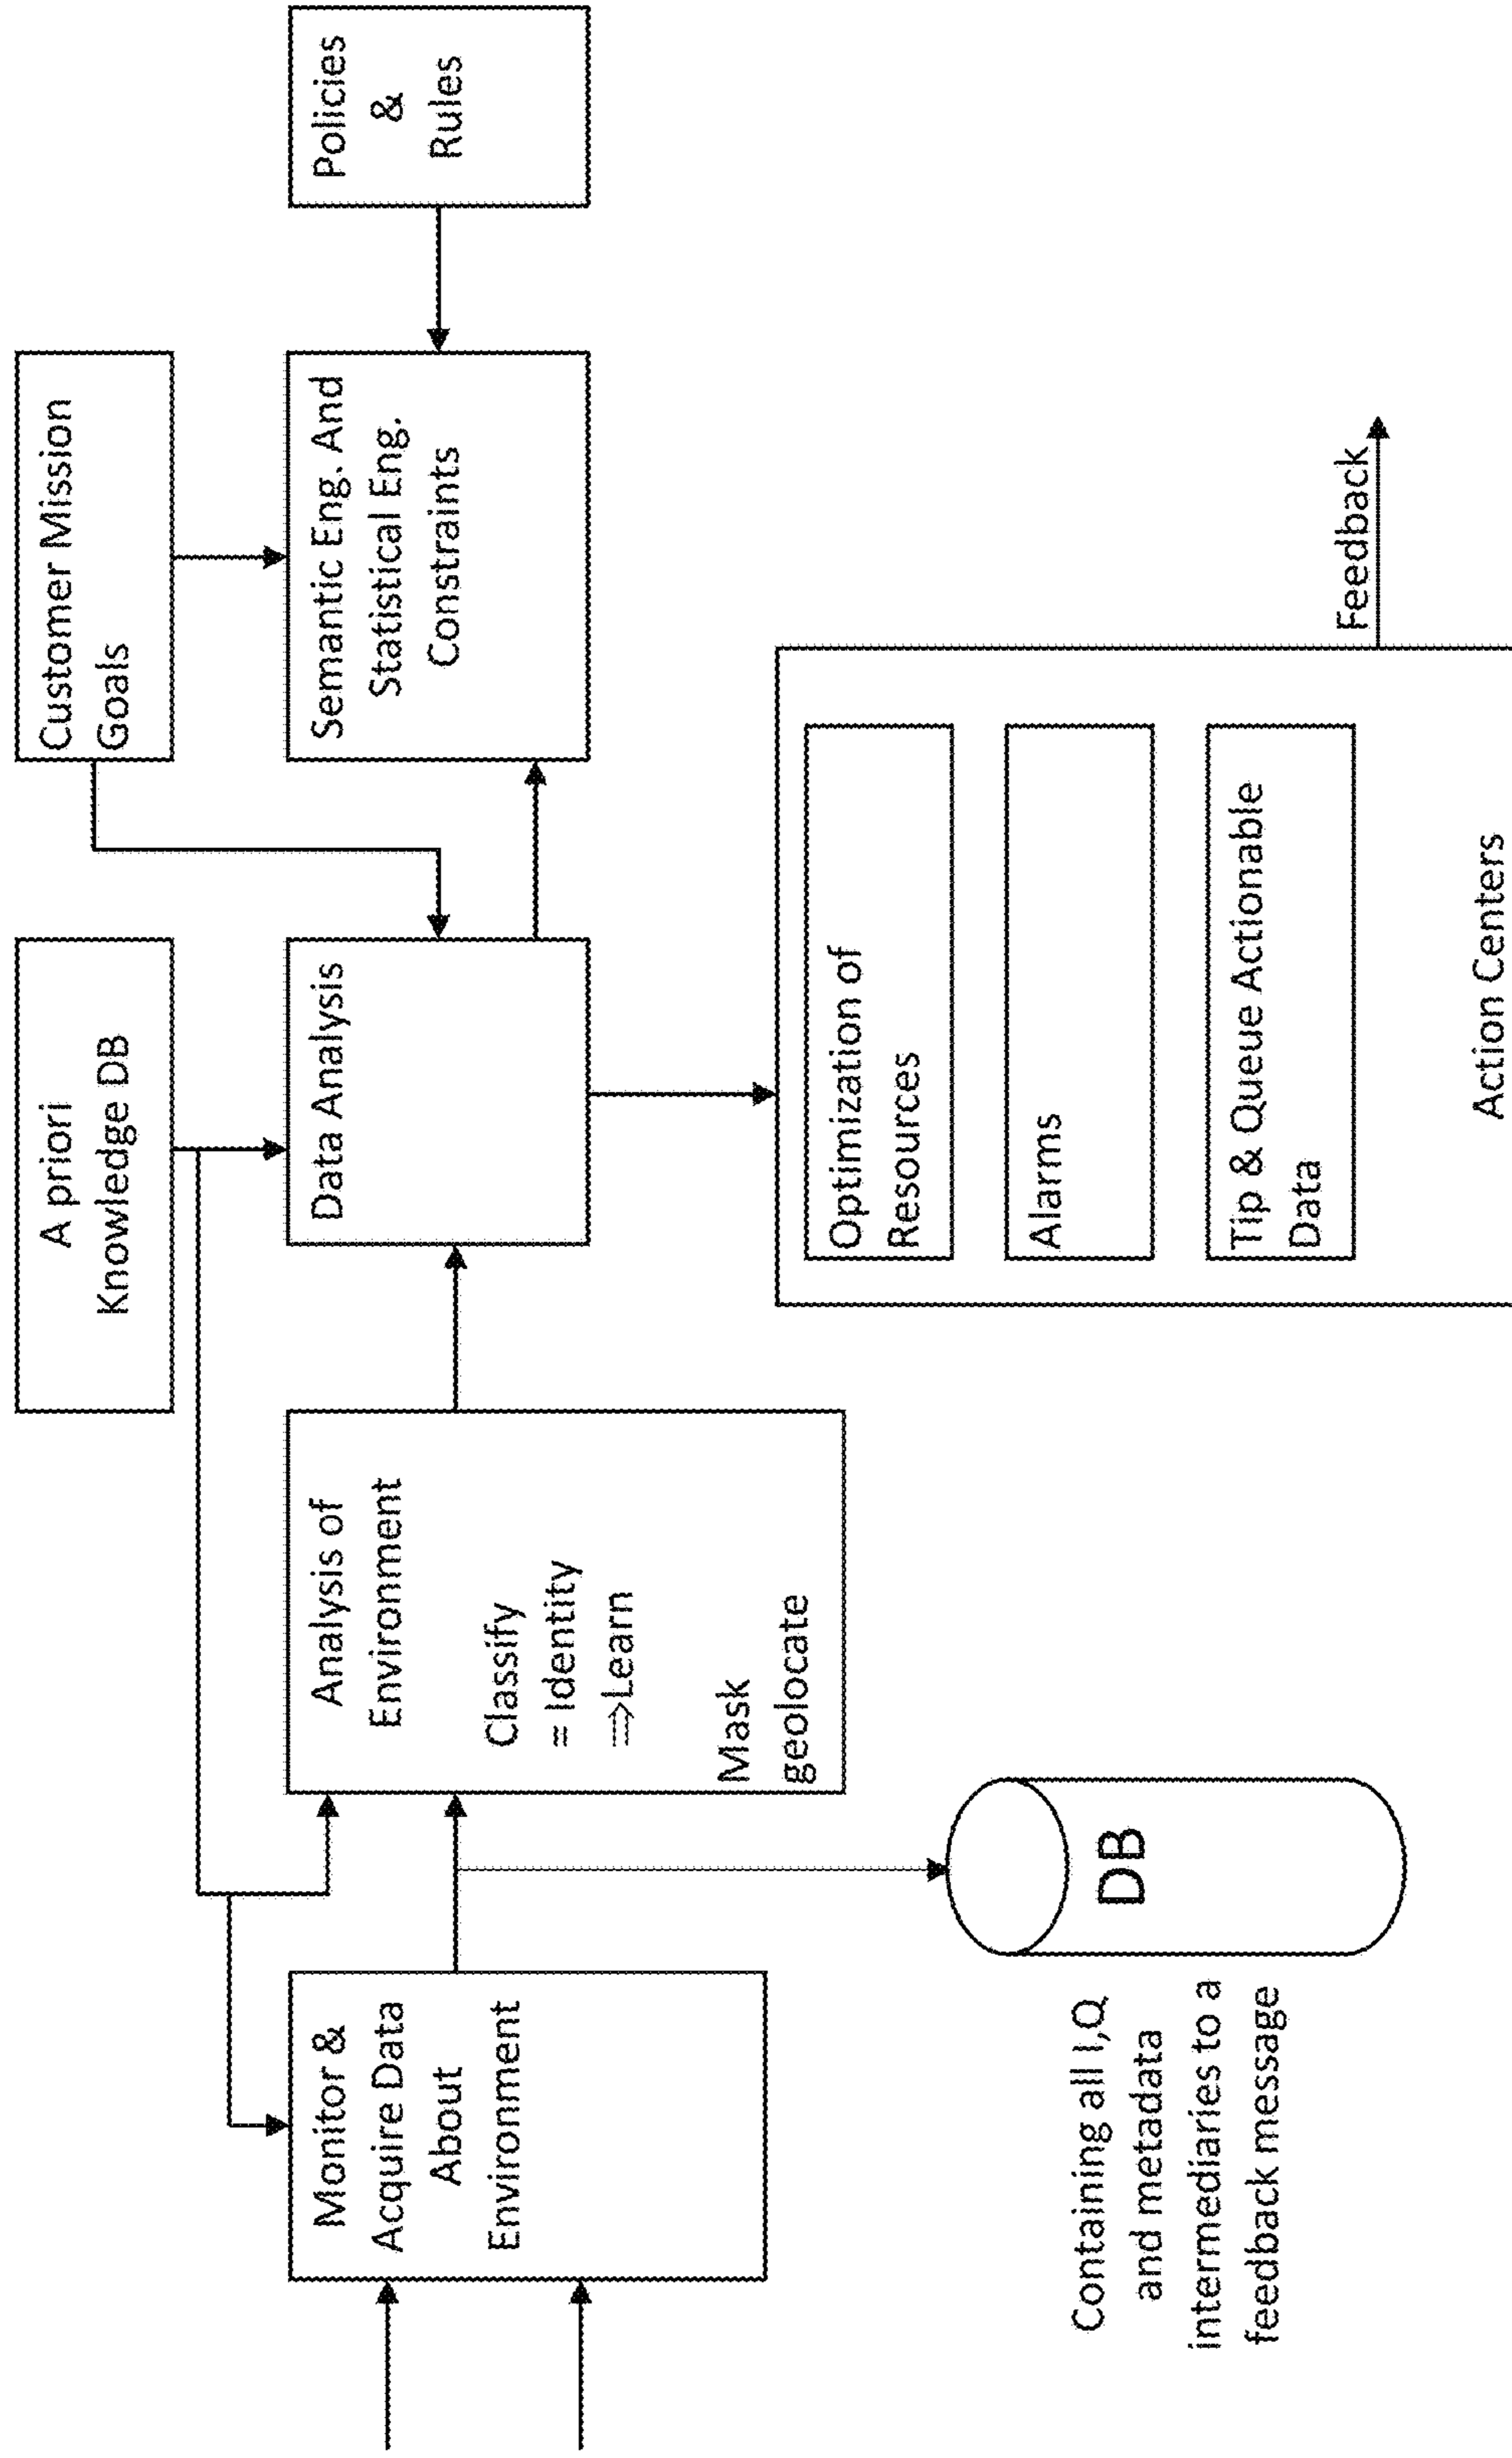 A priori
Knowledge DB
Customer Mission
Goals
Monitor &
Acquire Data
About
Environment
Analysis of
Environment
Classify
= Identity
⇒Learn
Mask
geolocate
Data Analysis
Semantic Eng. And
Statistical Eng.
Constraints
Policies
&
Rules
Containing all I,Q
and metadata
intermediaries to a
feedback message
DB
Optimization of
Resources
Alarms
Tip & Queue Actionable
Data
Action Centers
Feedback